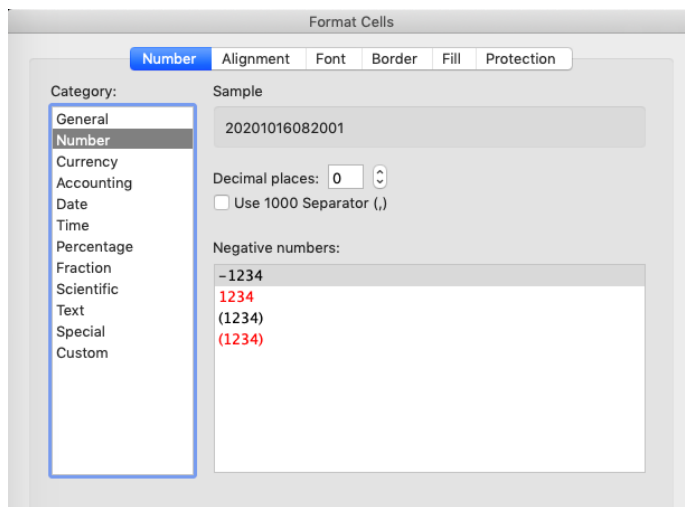 Format Cells
Number Alignment Font Border Fill Protection
Category:
General
Number
Currency
Accounting
Date
Time
Percentage
Fraction
Scientific
Text
Special
Custom
Sample
20201016082001
Decimal places: 0
Use 1000 Separator (,)
Negative numbers:
-1234
1234
(1234)
(1234)